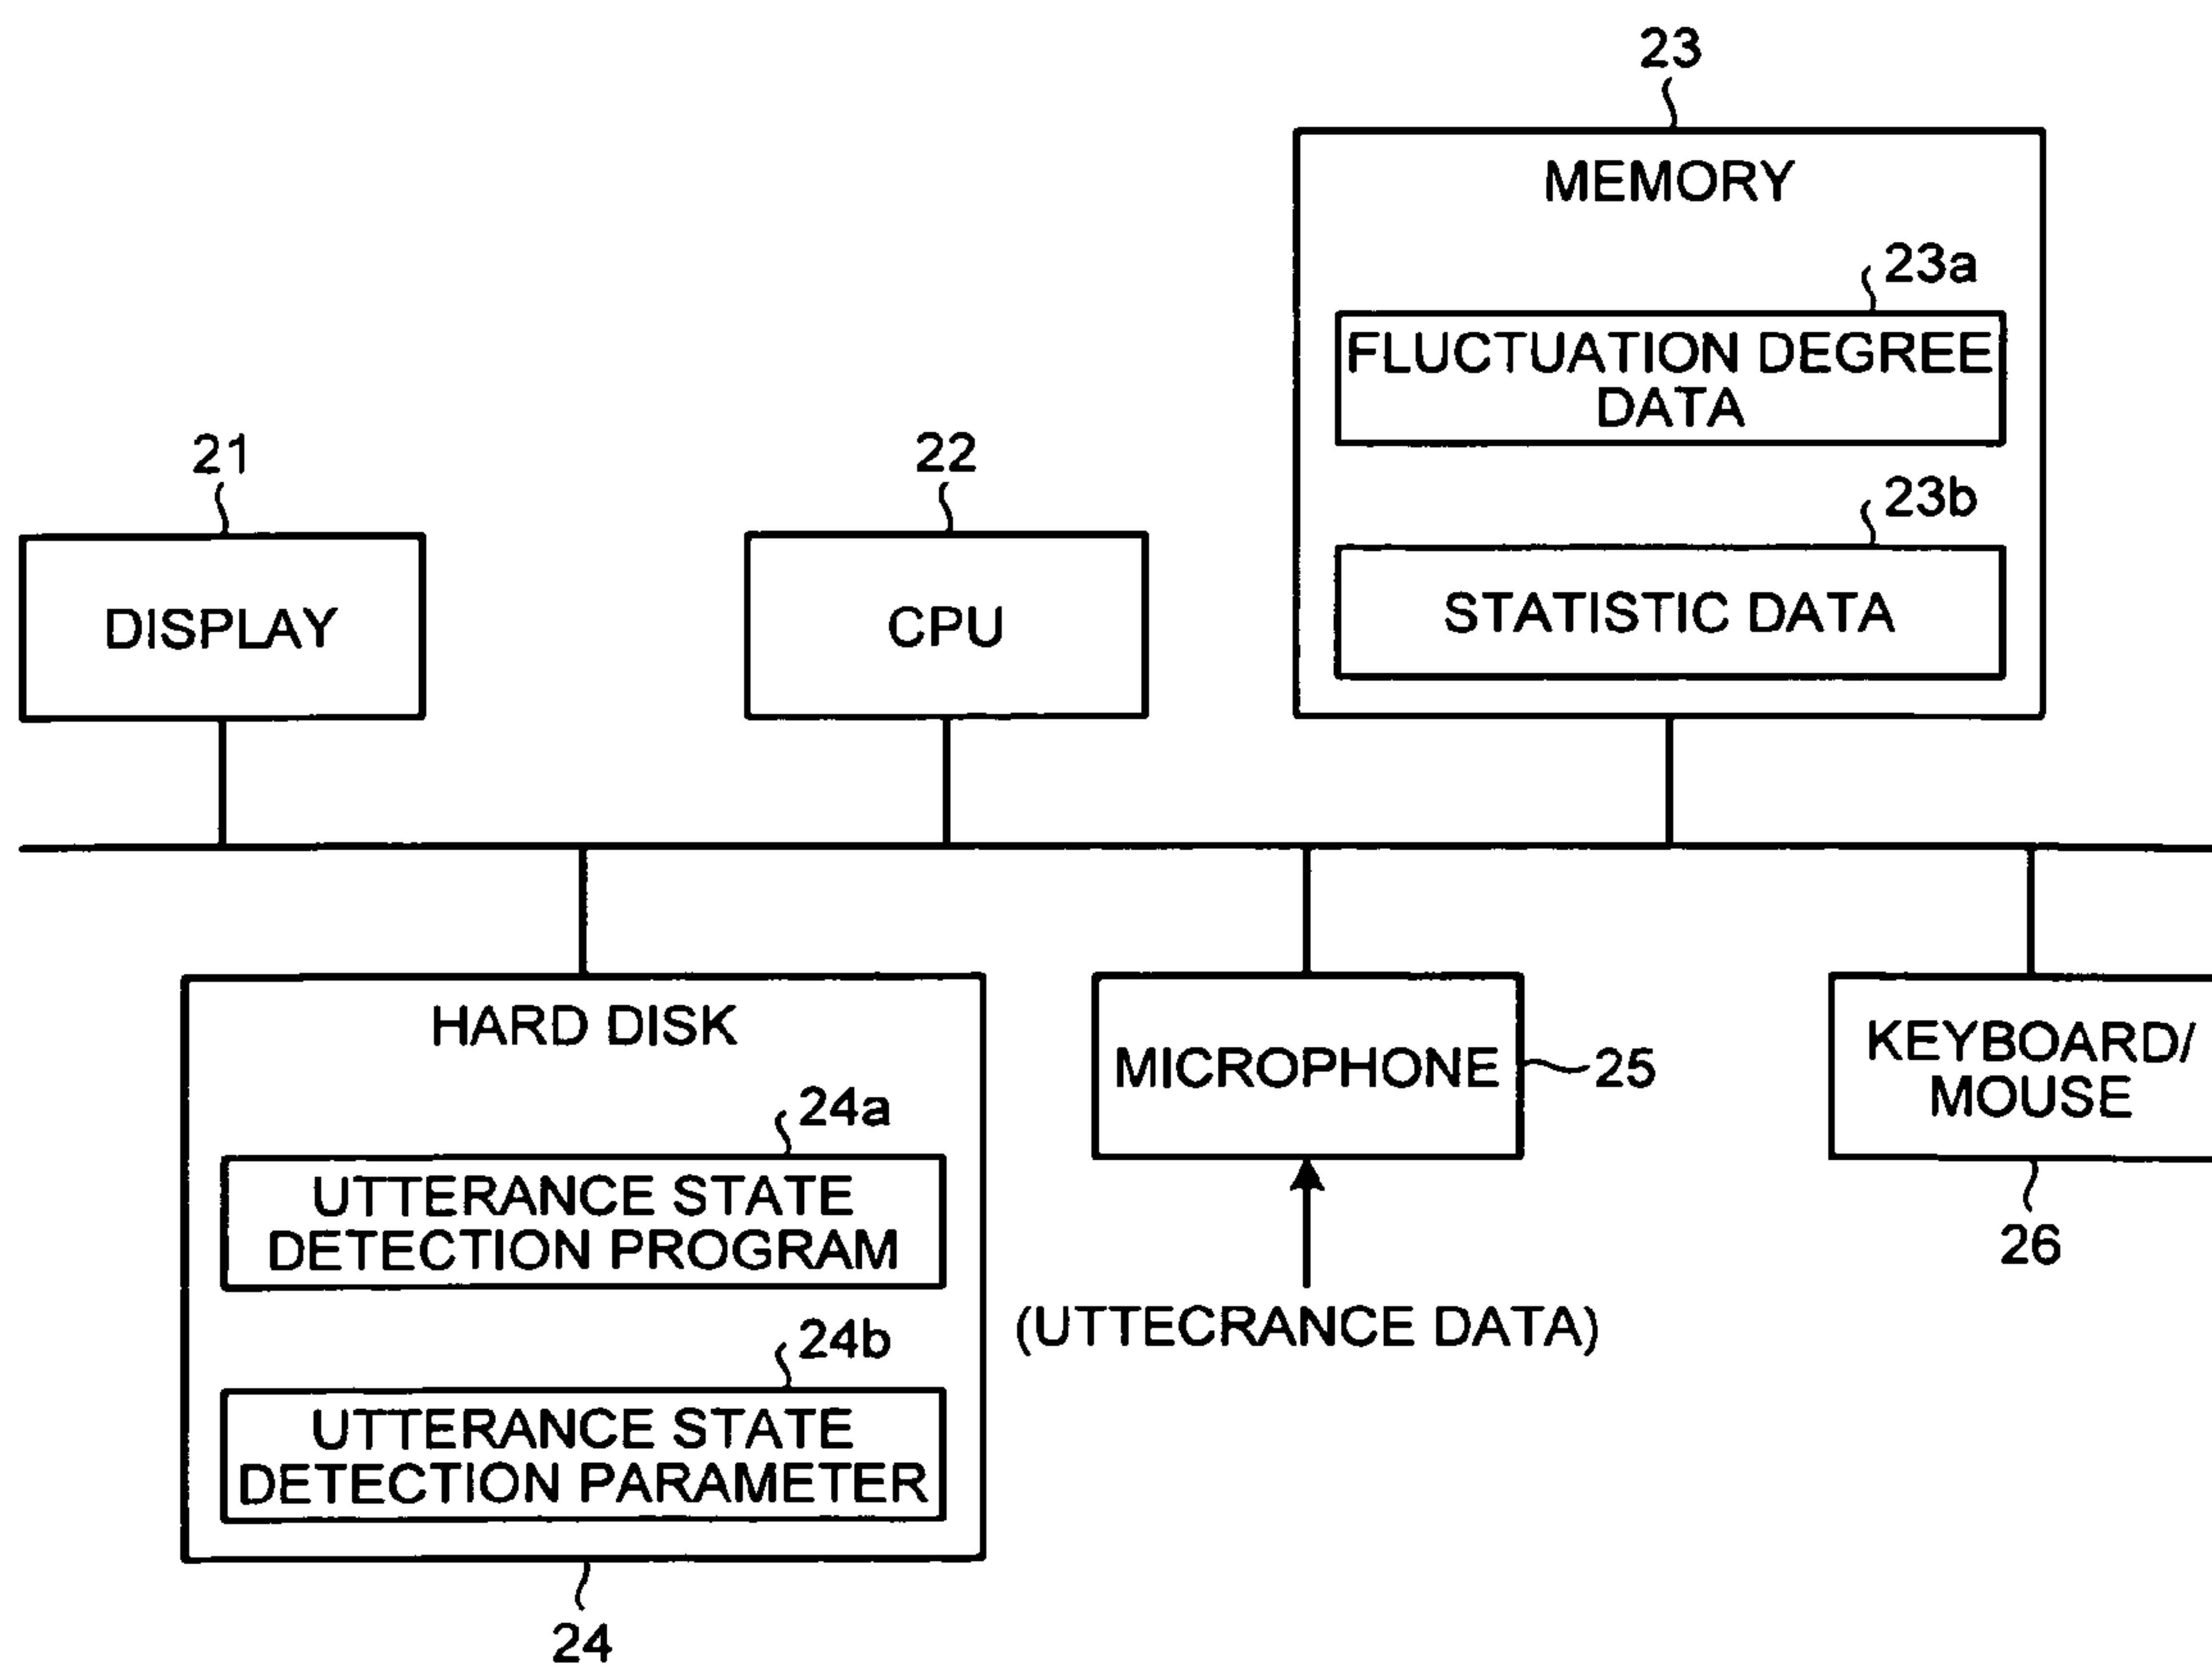 23
MEMORY
23a
FLUCTUATION DEGREE
DATA
23b
STATISTIC DATA
21
DISPLAY
22
CPU
HARD DISK
24a
UTTERANCE STATE
DETECTION PROGRAM
24b
UTTERANCE STATE
DETECTION PARAMETER
24
MICROPHONE
25
(UTTECRANCE DATA)
KEYBOARD/
MOUSE
26